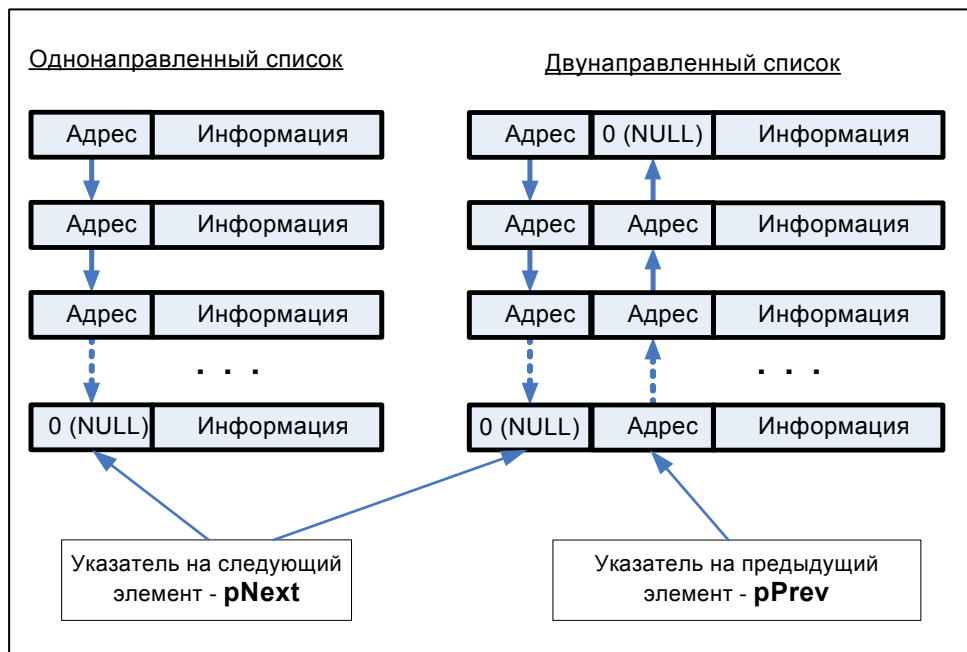 Однонаправленный список
Двунаправленный список
Адрес Информация
Адрес 0 (NULL) Информация
Адрес Информация
Адрес Адрес Информация
Адрес Информация
Адрес Адрес Информация
. . .
. . .
0 (NULL) Информация
0 (NULL) Адрес Информация
Указатель на следующий
элемент - pNext
Указатель на предыдущий
элемент - pPrev